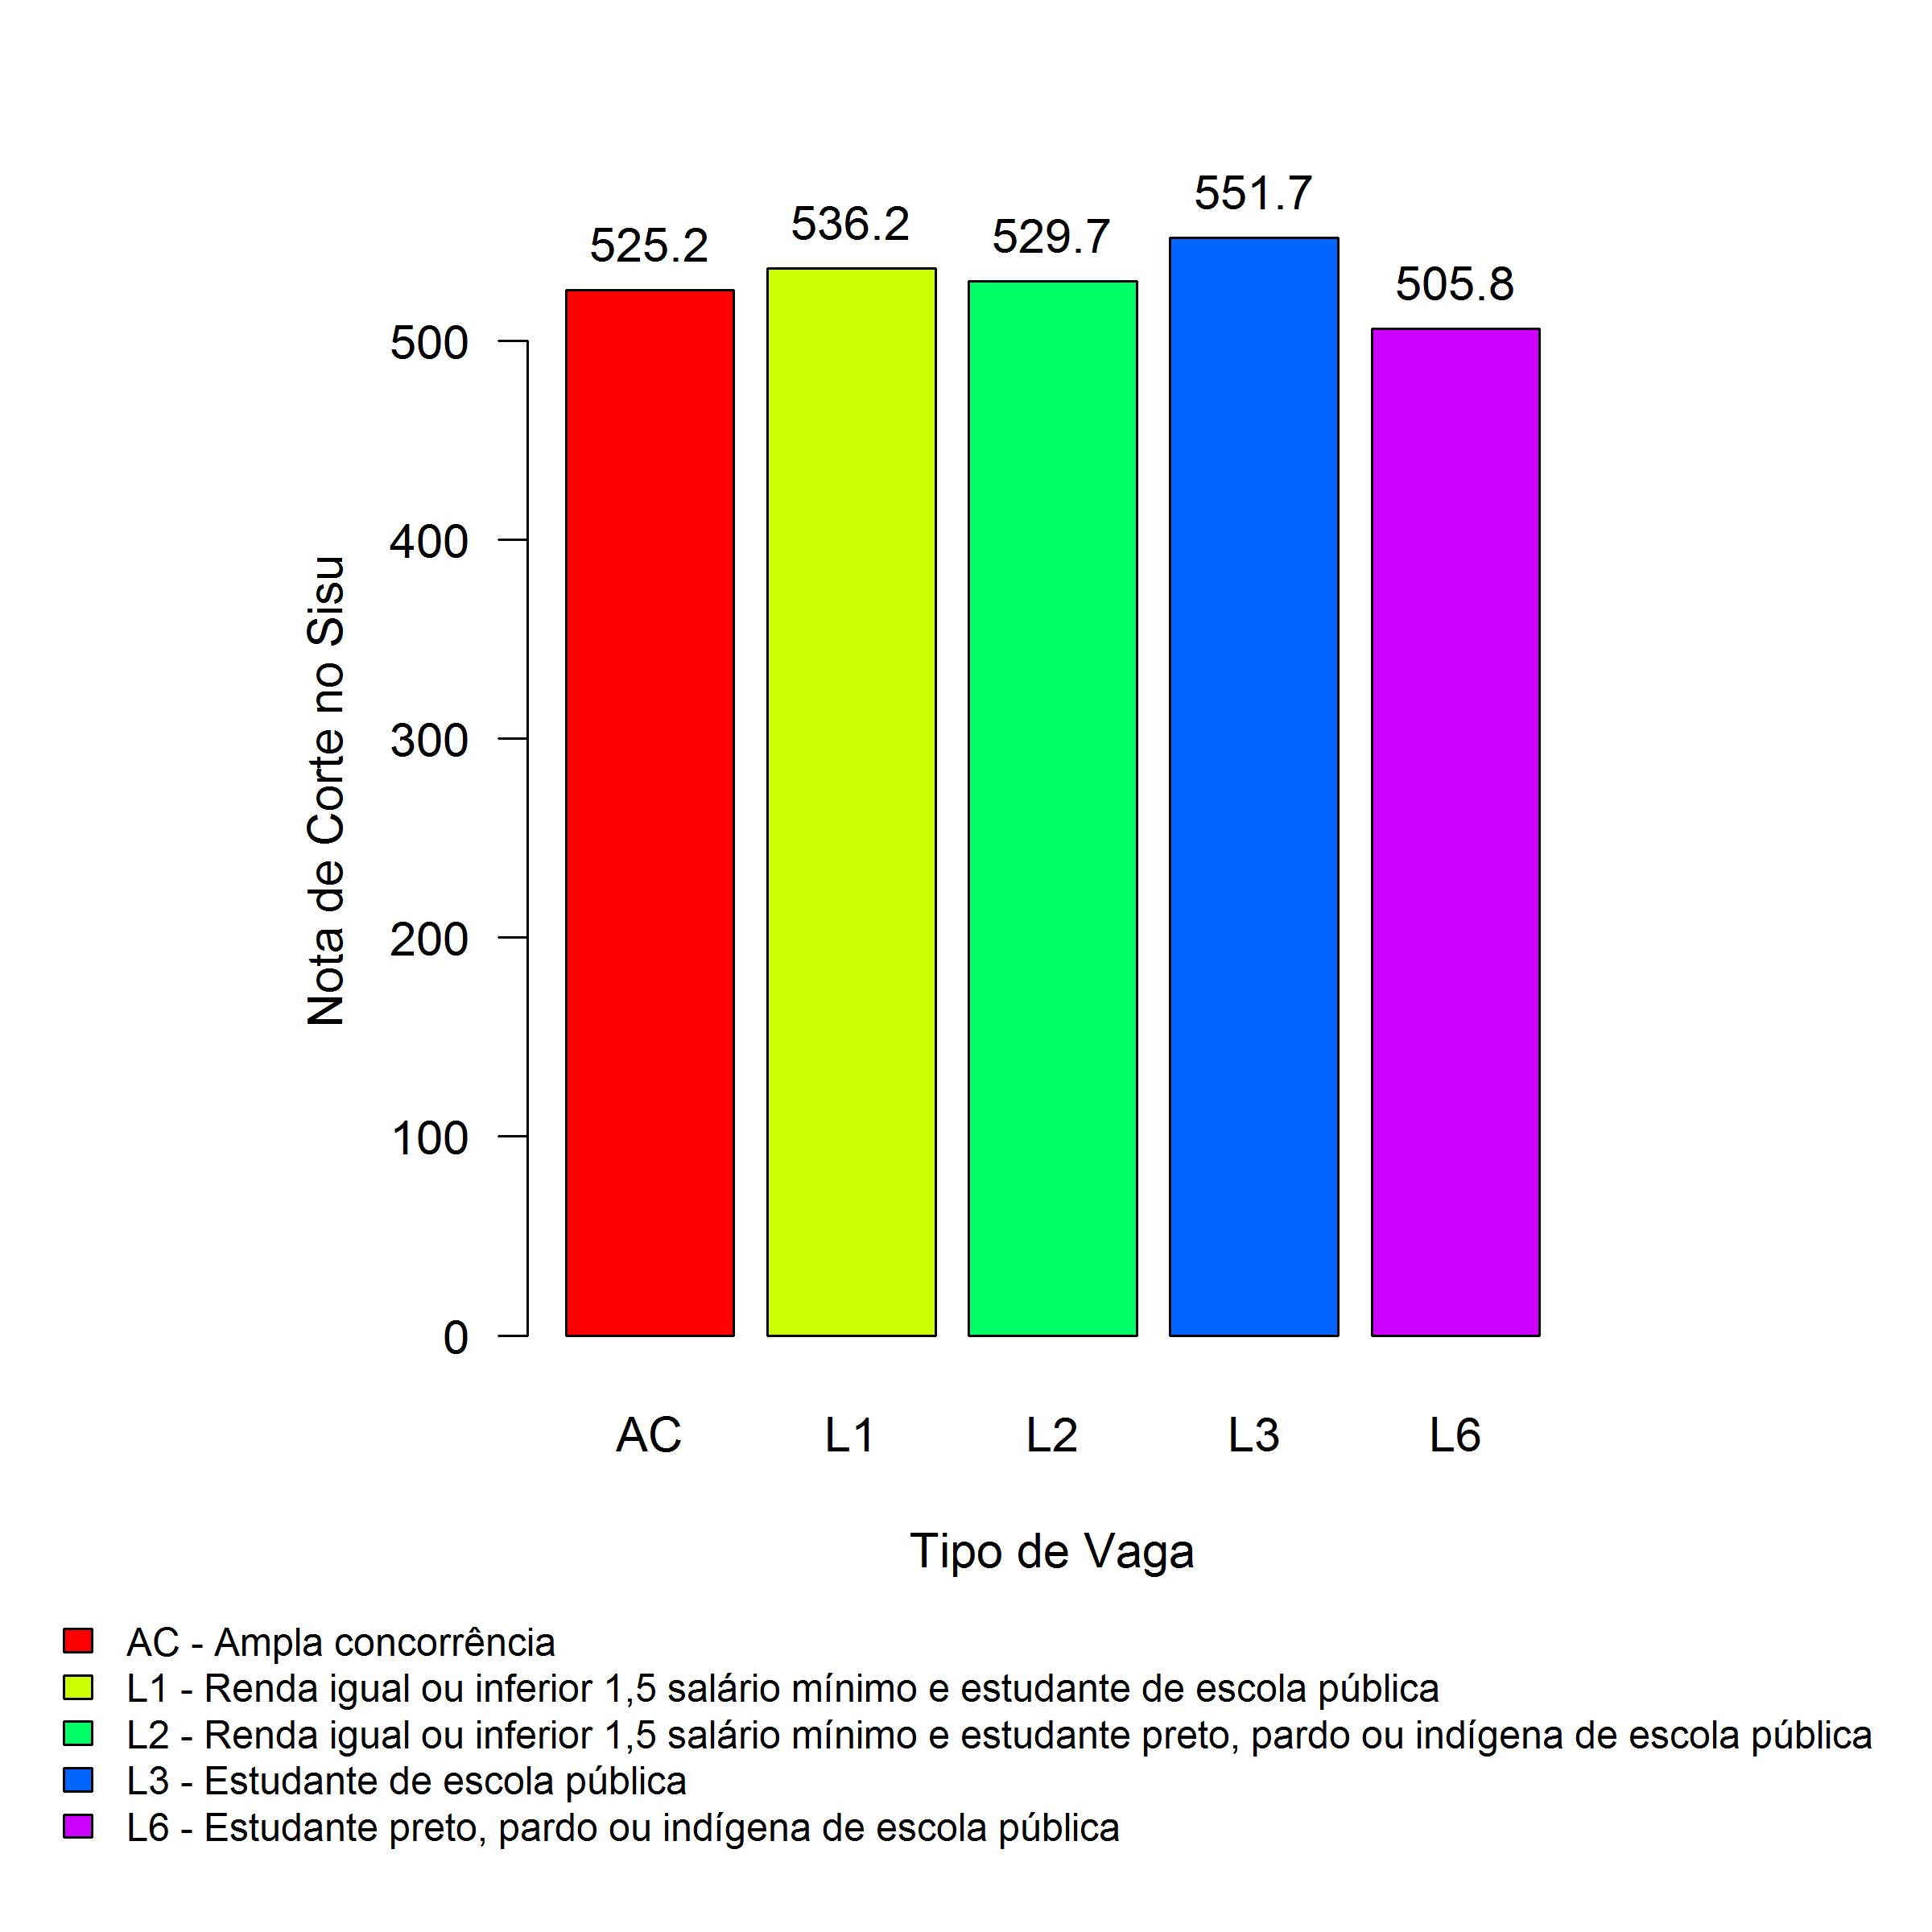 551.7
536.2
529.7
525.2
505.8
500
400
300
200
100
0
Nota de Corte no Sisu
AC L1 L2 L3 L6
Tipo de Vaga
AC - Ampla concorrência
L1 - Renda igual ou inferior 1,5 salário mínimo e estudante de escola pública
L2 - Renda igual ou inferior 1,5 salário mínimo e estudante preto, pardo ou indígena de escola pública
L3 - Estudante de escola pública
L6 - Estudante preto, pardo ou indígena de escola pública